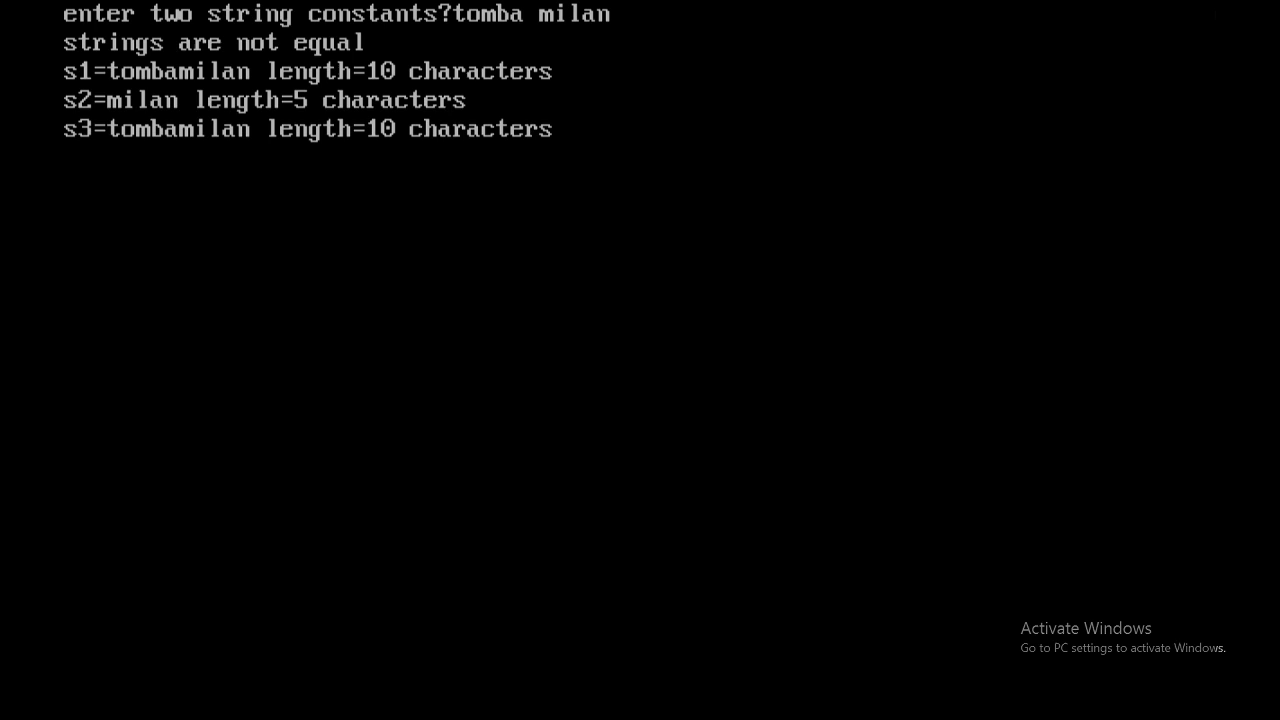 enter two string constants?tomba milan
strings are not equal
s1=tombamilan length=10 characters
s2=milan length=5 characters
s3=tombamilan length=10 characters
Activate Windows
Go to PC settings to activate Windows.